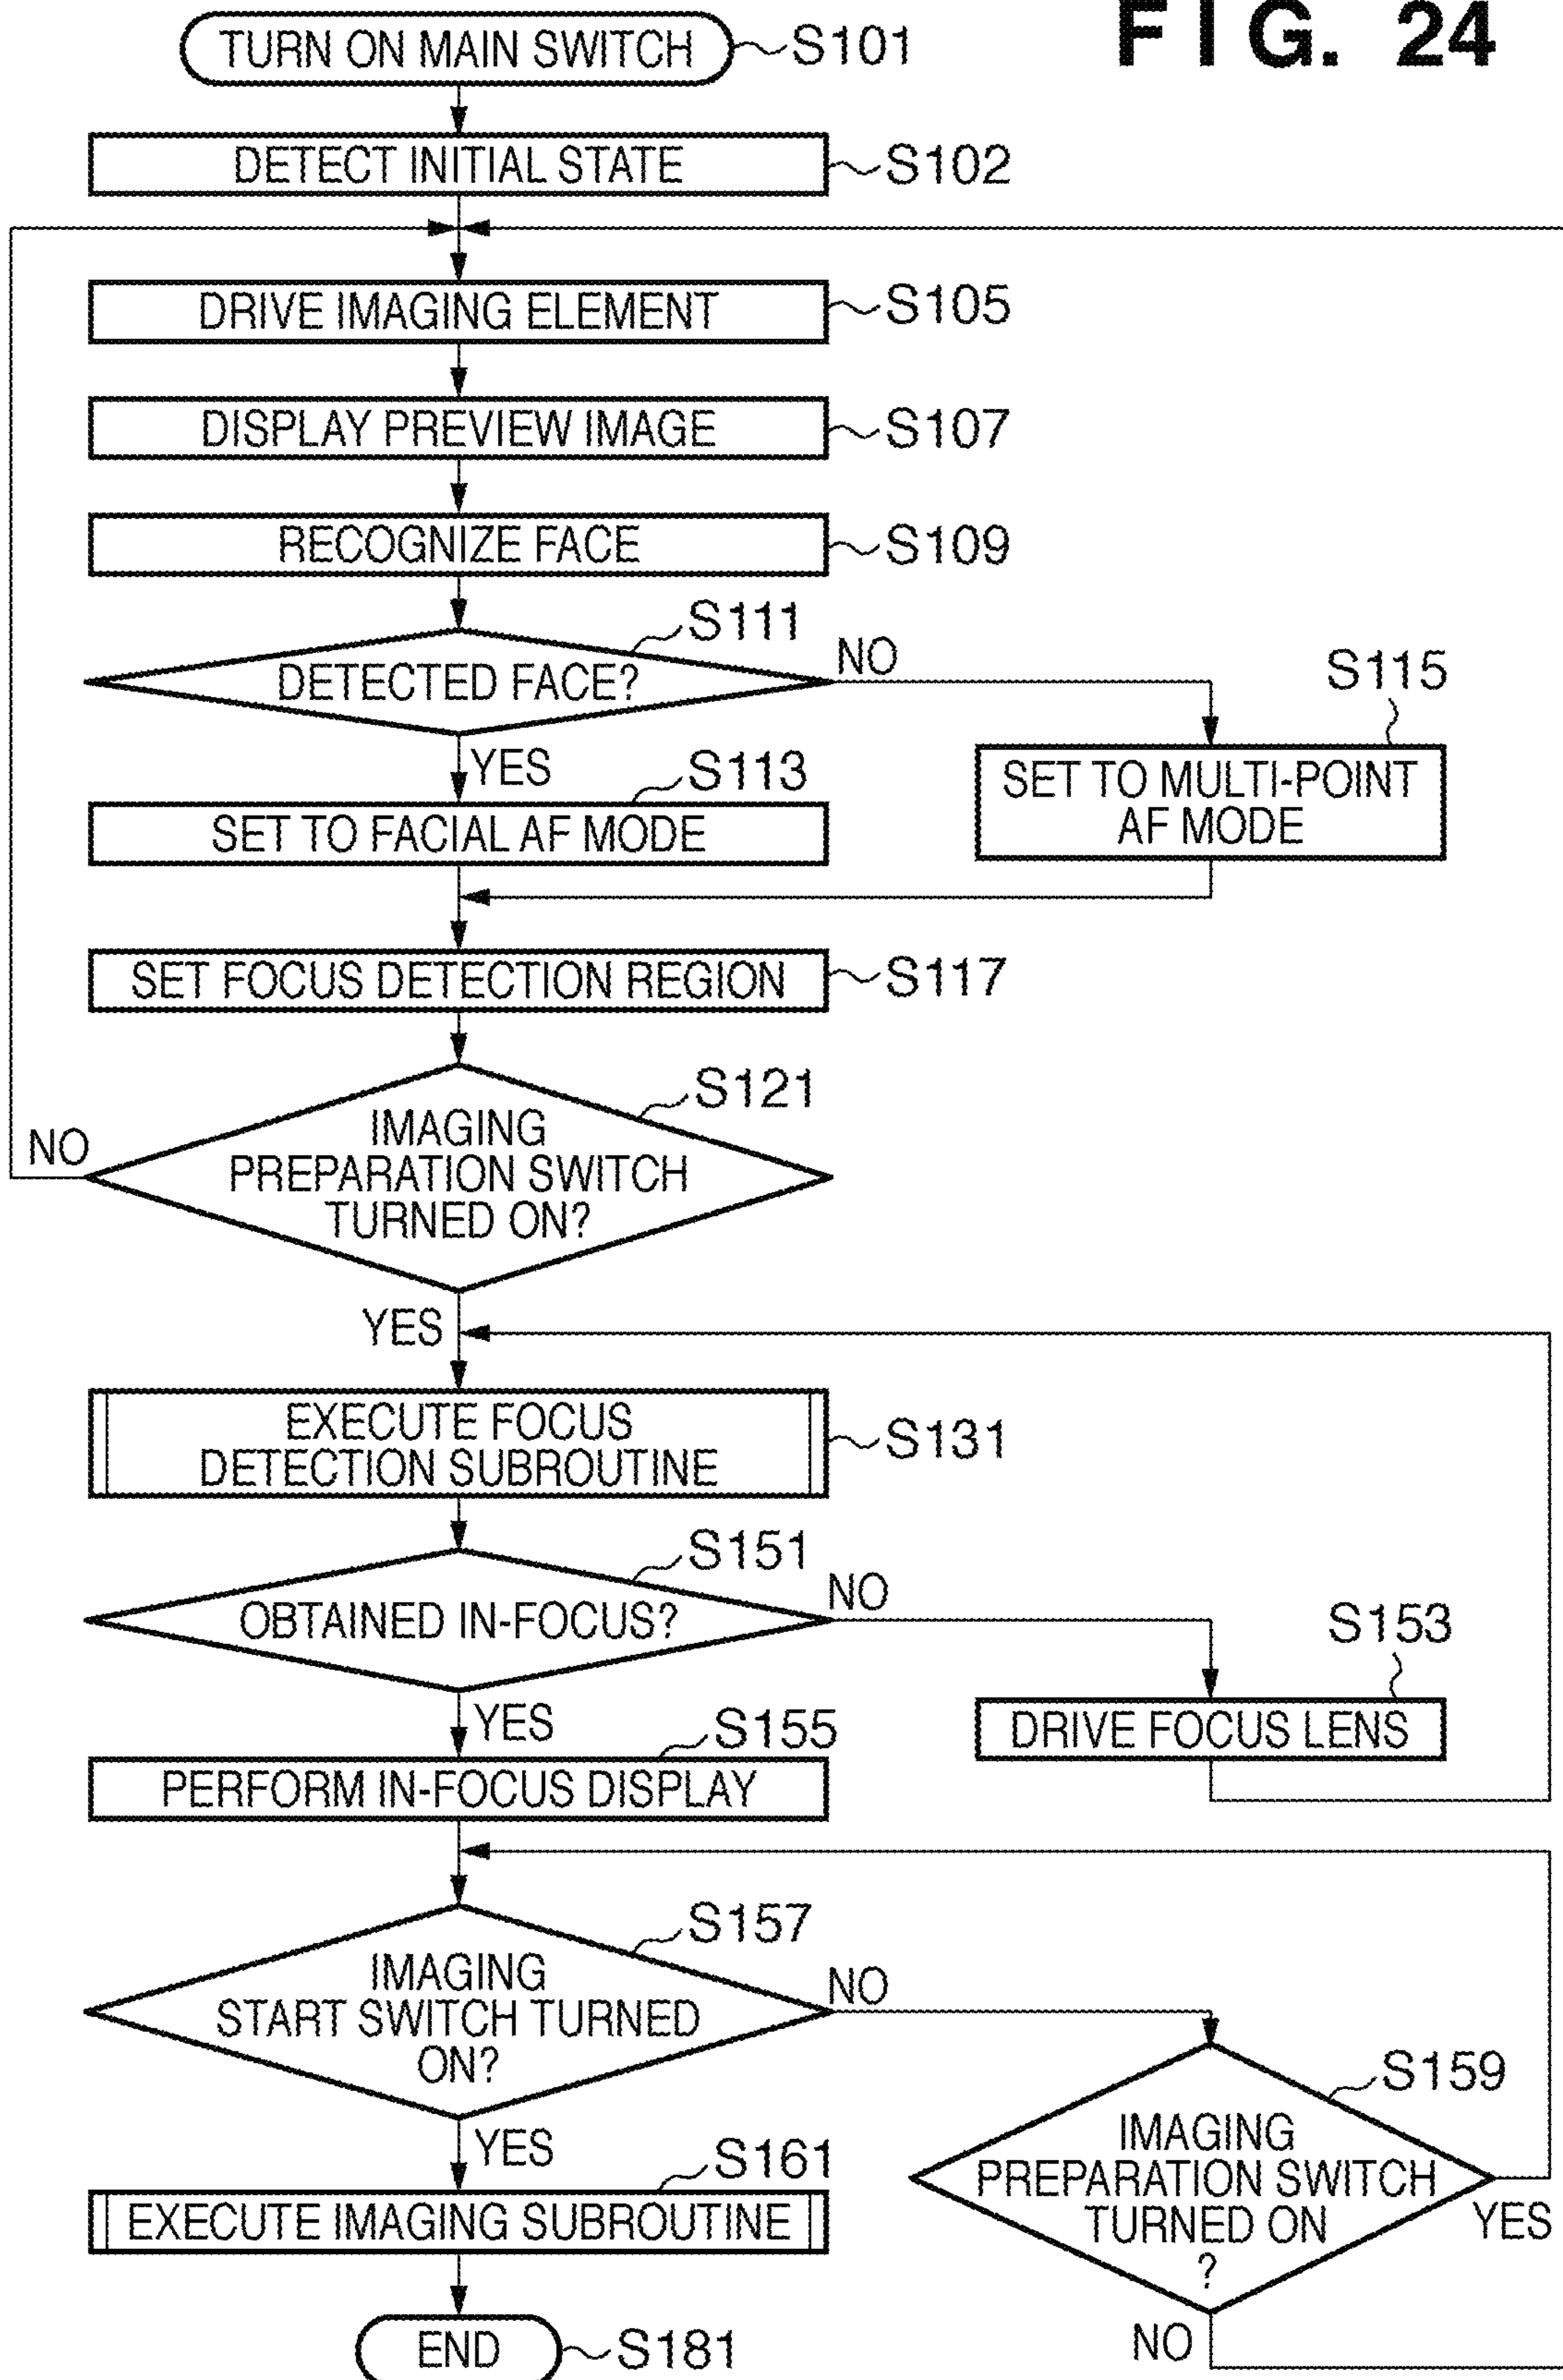 FIG. 24
TURN ON MAIN SWITCH
S101
DETECT INITIAL STATE
S102
DRIVE IMAGING ELEMENT
S105
DISPLAY PREVIEW IMAGE
S107
RECOGNIZE FACE
S109
S111
DETECTED FACE?
NO
YES
S113
SET TO FACIAL AF MODE
S115
SET TO MULTI-POINT
AF MODE
SET FOCUS DETECTION REGION
S117
S121
IMAGING
PREPARATION SWITCH
TURNED ON?
NO
YES
EXECUTE FOCUS
DETECTION SUBROUTINE
S131
S151
OBTAINED IN-FOCUS?
NO
S153
DRIVE FOCUS LENS
YES
S155
PERFORM IN-FOCUS DISPLAY
S157
IMAGING
START SWITCH TURNED
ON?
NO
S159
IMAGING
PREPARATION SWITCH
TURNED ON
?
YES
NO
YES
S161
EXECUTE IMAGING SUBROUTINE
END
S181